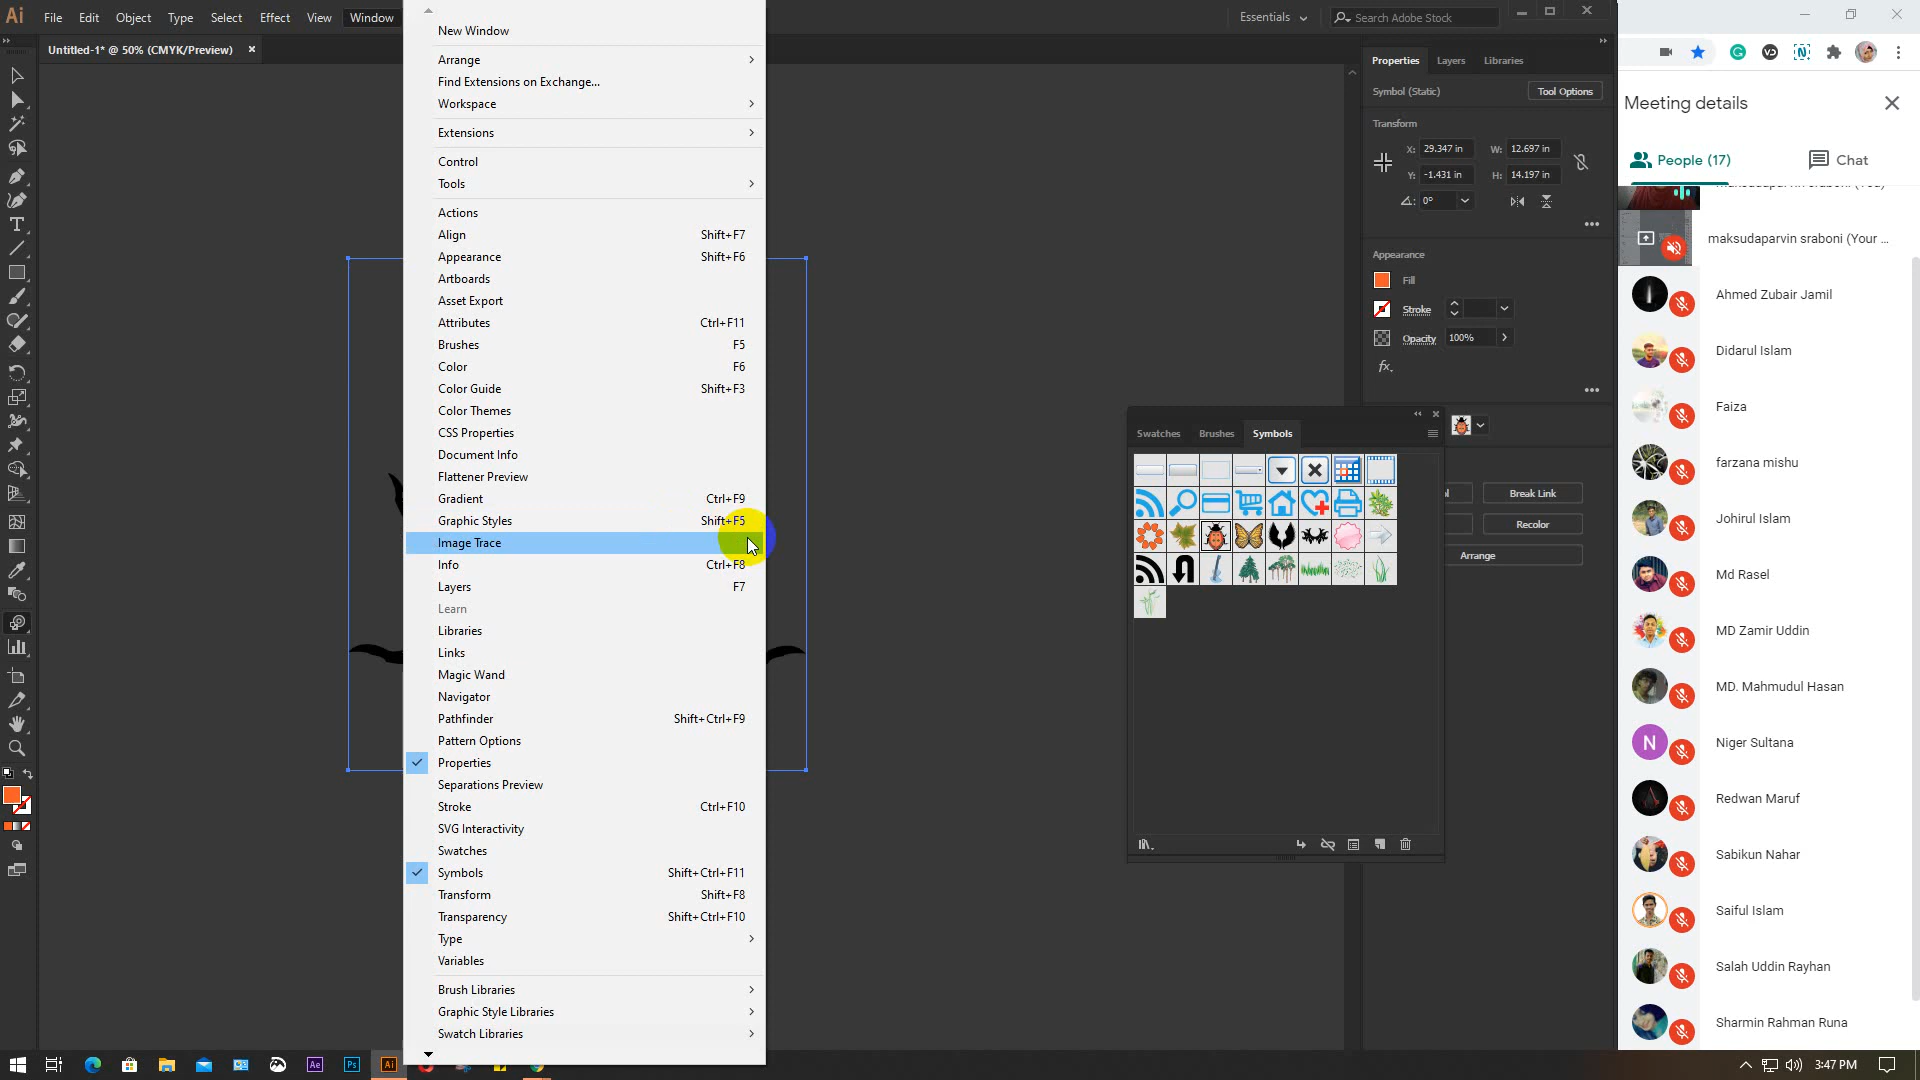 Ai File Edit Object Type Select Effect View Window Essentials Search Adobe Stock
Untitled-1* @ 50% (CMYK/Preview) ×
New Window
Arrange
Find Extensions on Exchange...
Workspace
Extensions
Control
Tools
Actions
Align Shift+F7
Appearance Shift+F6
Artboards
Asset Export
Attributes Ctrl+F11
Brushes F5
Color F6
Color Guide Shift+F3
Color Themes
CSS Properties
Document Info
Flattener Preview
Gradient Ctrl+F9
Graphic Styles Shift+F5
Image Trace
Info Ctrl+F8
Layers F7
Learn
Libraries
Links
Magic Wand
Navigator
Pathfinder Shift+Ctrl+F9
Pattern Options
Properties
Separations Preview
Stroke Ctrl+F10
SVG Interactivity
Swatches
Symbols Shift+Ctrl+F11
Transform Shift+F8
Transparency Shift+Ctrl+F10
Type
Variables
Brush Libraries
Graphic Style Libraries
Swatch Libraries
Properties Layers Libraries
Symbol (Static) Tool Options
Transform
X: 29.347 in W: 12.697 in
Y: -1.431 in H: 14.197 in
0°
Appearance
Fill
Stroke
Opacity 100%
fx.
Swatches Brushes Symbols
Break Link
Recolor
Arrange
Meeting details
People (17) Chat
maksudaparvin sraboni (You)
maksudaparvin sraboni (Your ...
Ahmed Zubair Jamil
Didarul Islam
Faiza
farzana mishu
Johirul Islam
Md Rasel
MD Zamir Uddin
MD. Mahmudul Hasan
N Niger Sultana
Redwan Maruf
Sabikun Nahar
Saiful Islam
Salah Uddin Rayhan
Sharmin Rahman Runa
Ae Ps Ai
3:47 PM